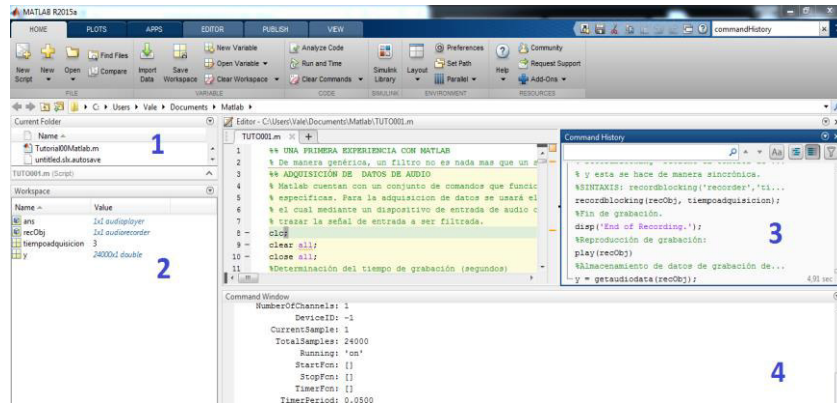 MATLAB R2015a
HOME PLOTS APPS EDITOR PUBLISH VIEW
commandHistory
New Script
New
Open
Find Files
Compare
Import Data
Save Workspace
New Variable
Open Variable
Clear Workspace
Analyze Code
Run and Time
Clear Commands
Simulink Library
Layout
Preferences
Set Path
Parallel
Help
Community
Request Support
Add-Ons
FILE VARIABLE CODE SIMULINK ENVIRONMENT RESOURCES
C: Users Vale Documents Matlab
Current Folder
Name
Tutorial00Matlab.m
untitled.slx.autosave
1
TUTO001.m (Script)
Workspace
Name Value
ans 1x1 audioplayer
recObj 1x1 audiorecorder
tiempoadquisicion 3
y 24000x1 double
2
Editor - C:\Users\Vale\Documents\Matlab\TUTO001.m
TUTO001.m
1 %% UNA PRIMERA EXPERIENCIA CON MATLAB
2 % De manera genérica, un filtro no es nada mas que un s
3 %% ADQUISICIÓN DE DATOS DE AUDIO
4 % Matlab cuentan con un conjunto de comandos que funcio
5 % específicas. Para la adquisicion de datos se usará el
6 % el cual mediante un dispositivo de entrada de audio c
7 % trazar la señal de entrada a ser filtrada.
8 clc;
9 clear all;
10 close all;
11 %Determinación del tiempo de grabación (segundos)
Command History
% y esta se hace de manera sincrónica.
%SINTAXIS: recordblocking('recorder','ti...
recordblocking(recObj, tiempoadquisicion);
%Fin de grabación.
disp('End of Recording.');
%Reproducción de grabación:
play(recObj)
%Almacenamiento de datos de grabación de...
y = getaudiodata(recObj);
4,91 sec
3
Command Window
NumberOfChannels: 1
DeviceID: -1
CurrentSample: 1
TotalSamples: 24000
Running: 'on'
StartFcn: []
StopFcn: []
TimerFcn: []
TimerPeriod: 0.0500
4